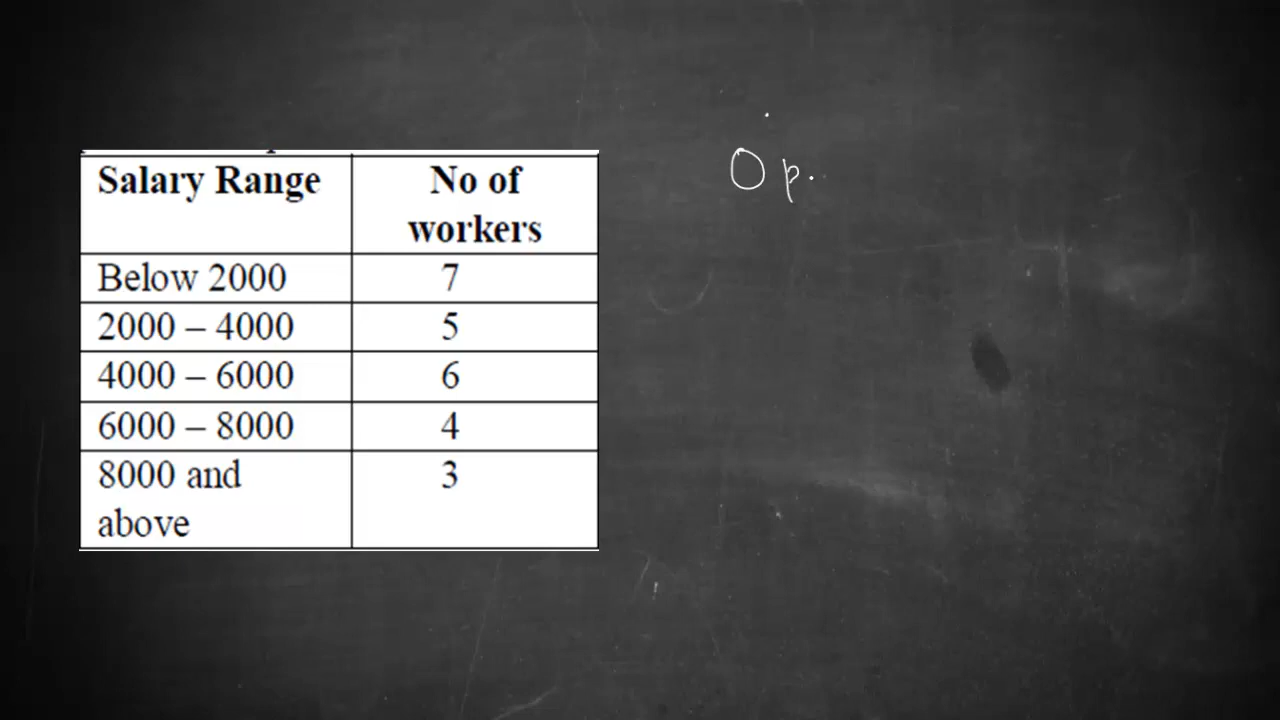 Salary Range No of workers
Below 2000 7
2000 – 4000 5
4000 – 6000 6
6000 – 8000 4
8000 and above 3
Op.